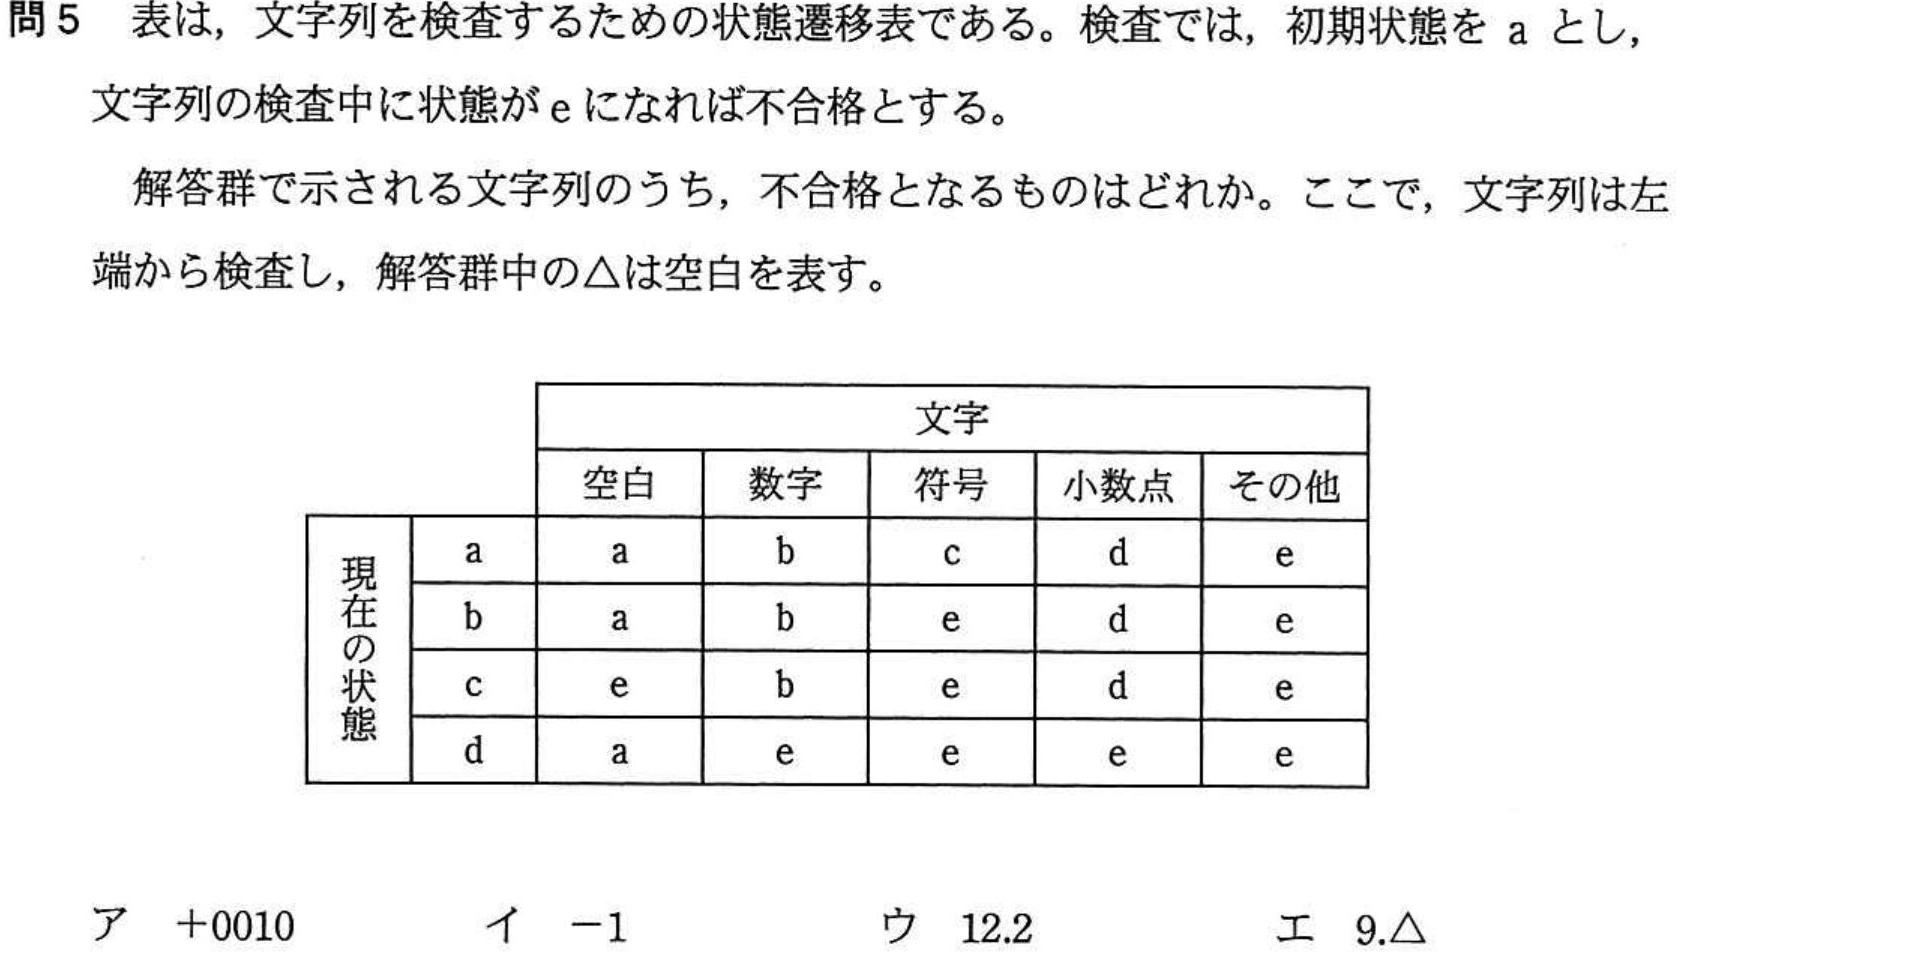 問5　表は，文字列を検査するための状態遷移表である。検査では，初期状態を a とし，
文字列の検査中に状態が e になれば不合格とする。
解答群で示される文字列のうち，不合格となるものはどれか。ここで，文字列は左
端から検査し，解答群中の△は空白を表す。
文字
空白　数字　符号　小数点　その他
現在の状態
a　a　b　c　d　e
b　a　b　e　d　e
c　e　b　e　d　e
d　a　e　e　e　e
ア　+0010　イ　−1　ウ　12.2　エ　9.△